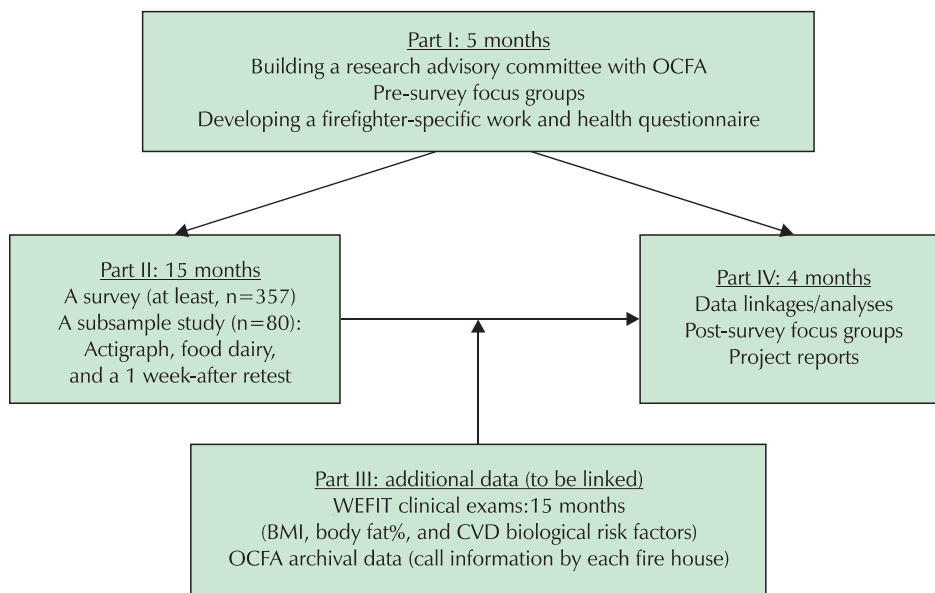 Part I: 5 months
Building a research advisory committee with OCFA
Pre-survey focus groups
Developing a firefighter-specific work and health questionnaire
Part II: 15 months
A survey (at least, n=357)
A subsample study (n=80):
Actigraph, food dairy,
and a 1 week-after retest
Part IV: 4 months
Data linkages/analyses
Post-survey focus groups
Project reports
Part III: additional data (to be linked)
WEFIT clinical exams:15 months
(BMI, body fat%, and CVD biological risk factors)
OCFA archival data (call information by each fire house)